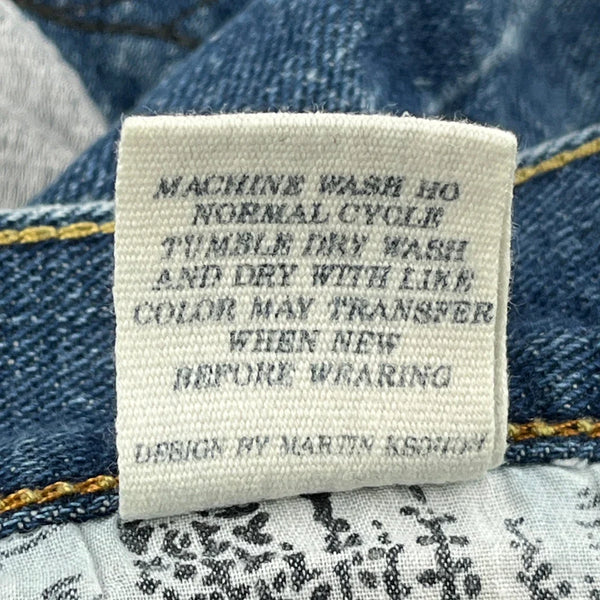 MACHINE WASH HO
NORMAL CYCLE
TUMBLE DRY WASH
AND DRY WITH LIKE
COLOR MAY TRANSFER
WHEN NEW
BEFORE WEARING
DESIGN BY MARTIN